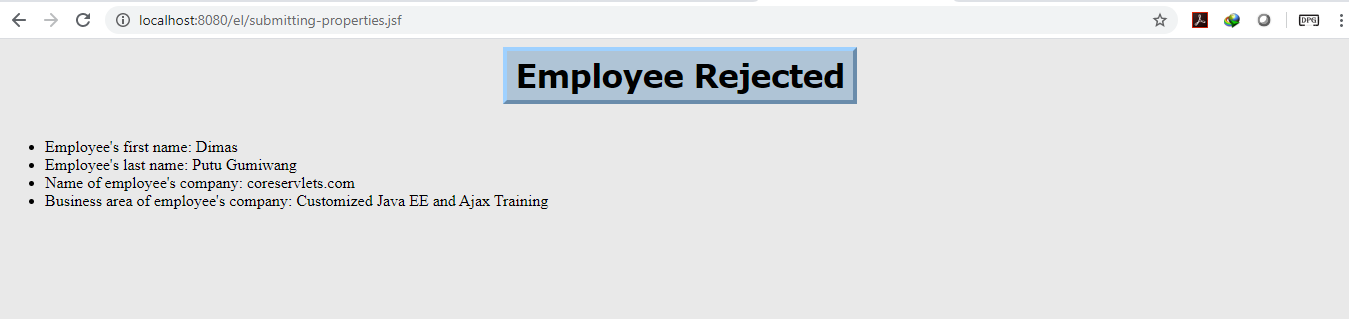 localhost:8080/el/submitting-properties.jsf
DPG
Employee Rejected
Employee's first name: Dimas
Employee's last name: Putu Gumiwang
Name of employee's company: coreservlets.com
Business area of employee's company: Customized Java EE and Ajax Training